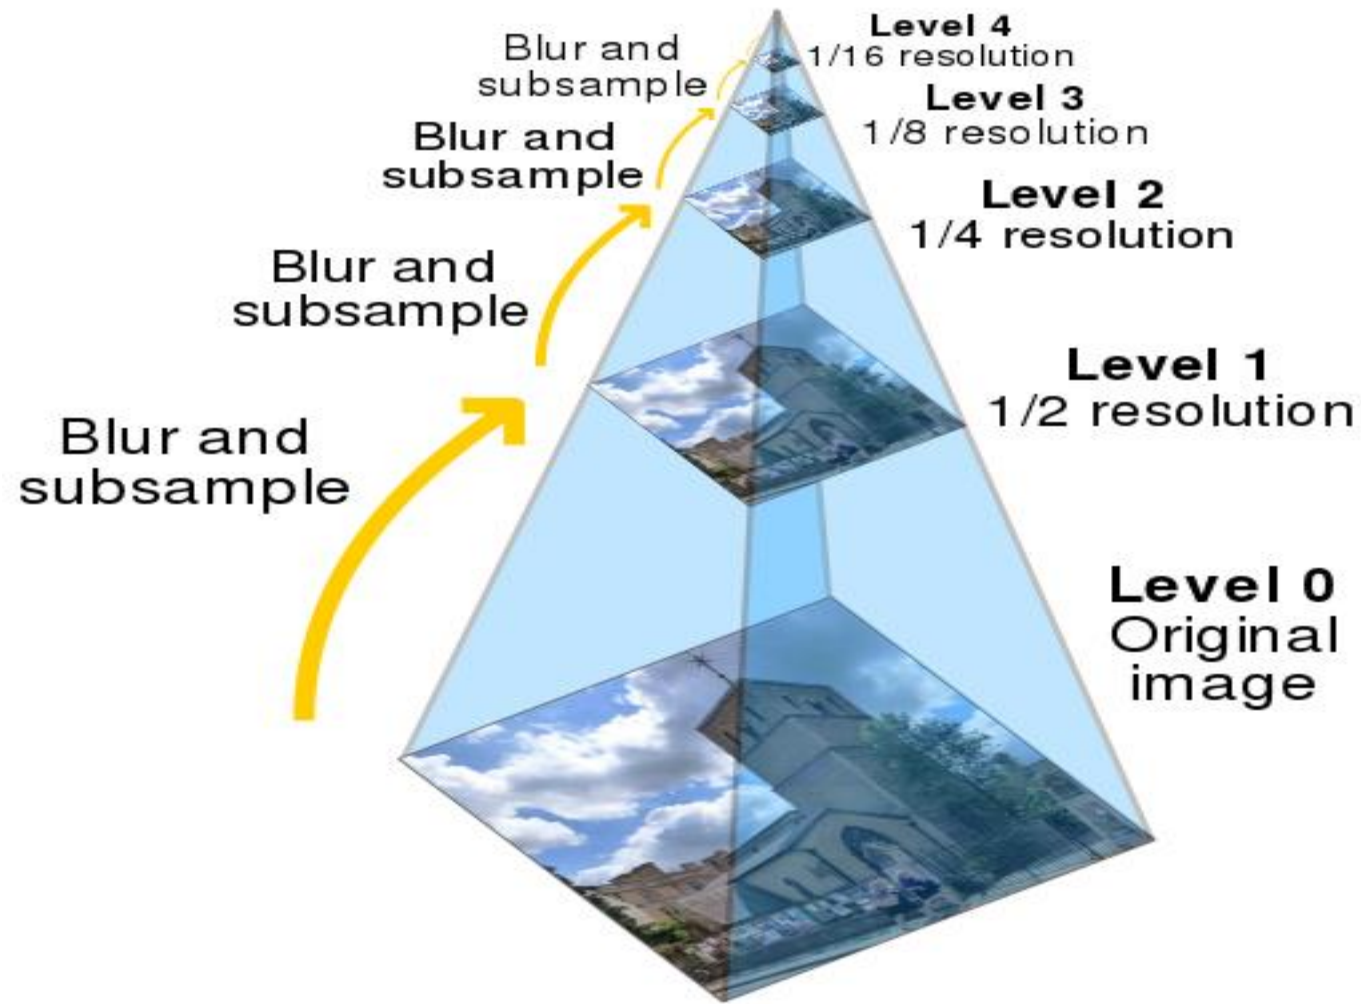 Blur and
subsample
Level 4
1/16 resolution
Blur and
subsample
Level 3
1/8 resolution
Blur and
subsample
Level 2
1/4 resolution
Blur and
subsample
Level 1
1/2 resolution
Level 0
Original
image